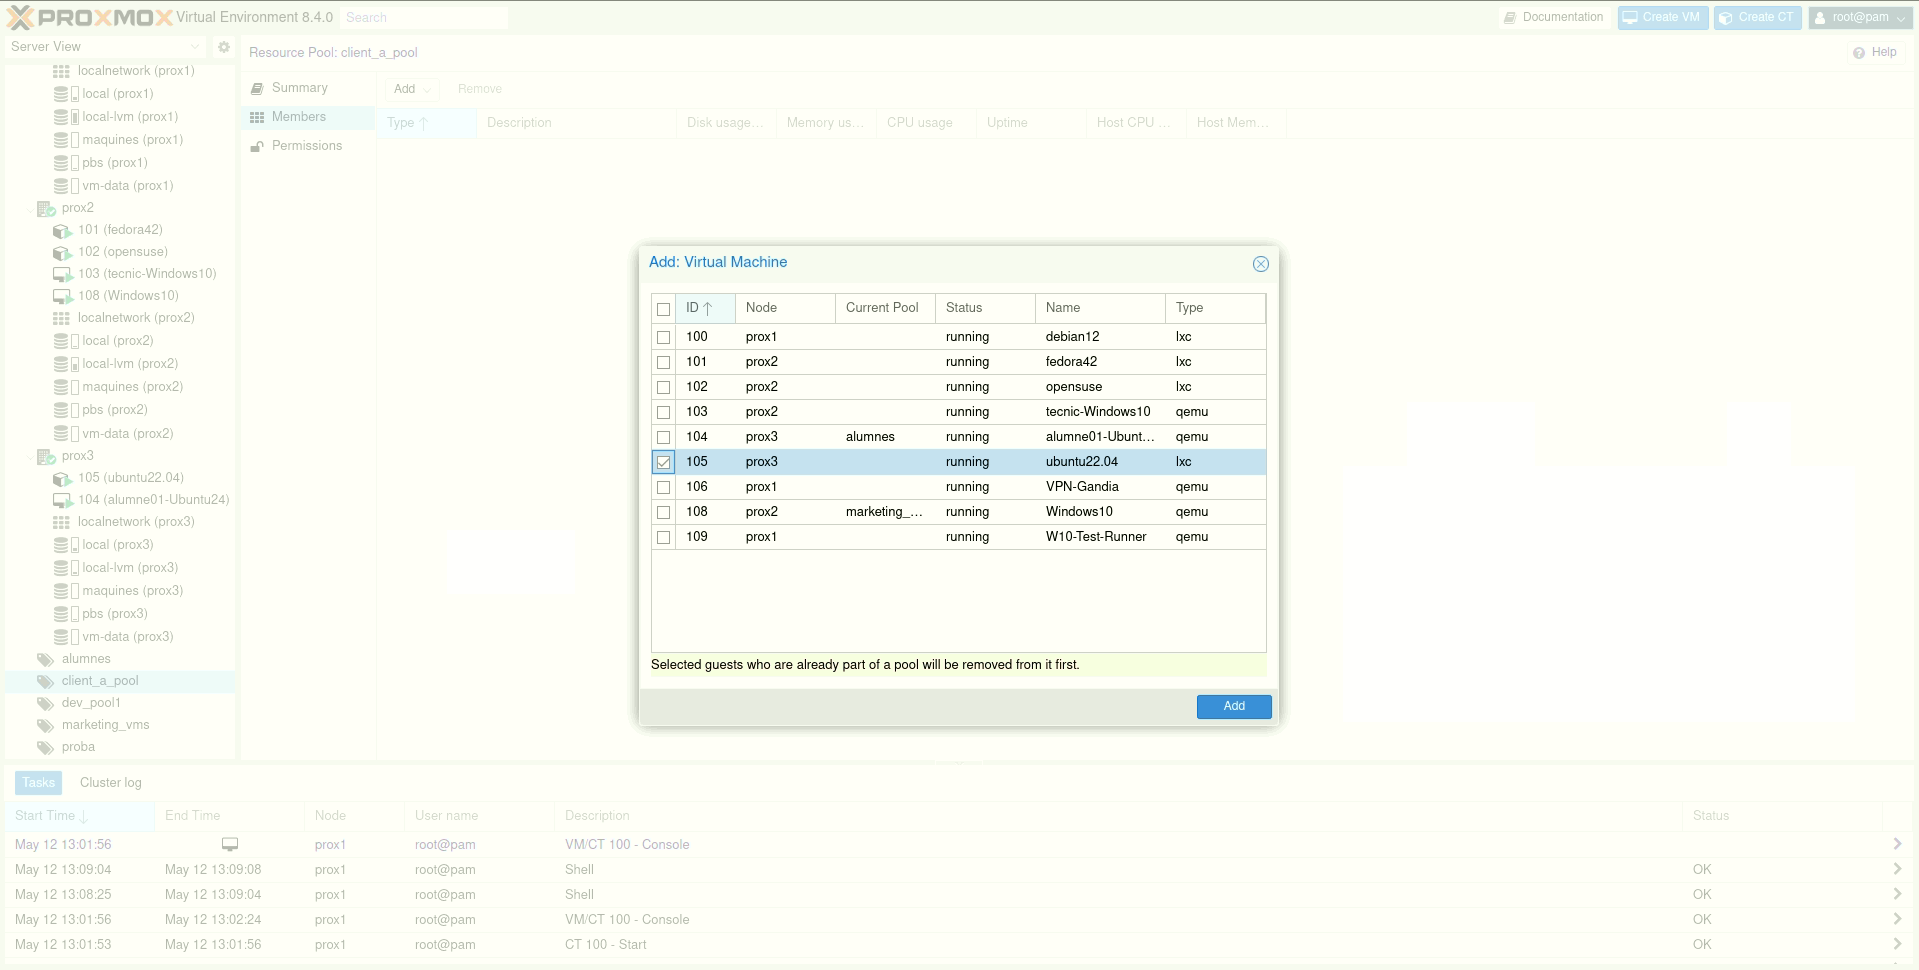 PROXMOX Virtual Environment 8.4.0 Search Documentation Create VM Create CT root@pam
Server View
Resource Pool: client_a_pool Help
localnetwork (prox1)
local (prox1)
local-lvm (prox1)
maquines (prox1)
pbs (prox1)
vm-data (prox1)
prox2
101 (fedora42)
102 (opensuse)
103 (tecnic-Windows10)
108 (Windows10)
localnetwork (prox2)
local (prox2)
local-lvm (prox2)
maquines (prox2)
pbs (prox2)
vm-data (prox2)
prox3
105 (ubuntu22.04)
104 (alumne01-Ubuntu24)
localnetwork (prox3)
local (prox3)
local-lvm (prox3)
maquines (prox3)
pbs (prox3)
vm-data (prox3)
alumnes
client_a_pool
dev_pool1
marketing_vms
proba
Summary
Members
Permissions
Add Remove
Type Description Disk usage... Memory us... CPU usage Uptime Host CPU ... Host Mem...
Add: Virtual Machine
ID Node Current Pool Status Name Type
100 prox1 running debian12 lxc
101 prox2 running fedora42 lxc
102 prox2 running opensuse lxc
103 prox2 running tecnic-Windows10 qemu
104 prox3 alumnes running alumne01-Ubunt... qemu
105 prox3 running ubuntu22.04 lxc
106 prox1 running VPN-Gandia qemu
108 prox2 marketing_... running Windows10 qemu
109 prox1 running W10-Test-Runner qemu
Selected guests who are already part of a pool will be removed from it first.
Add
Tasks Cluster log
Start Time End Time Node User name Description Status
May 12 13:01:56 prox1 root@pam VM/CT 100 - Console
May 12 13:09:04 May 12 13:09:08 prox1 root@pam Shell OK
May 12 13:08:25 May 12 13:09:04 prox1 root@pam Shell OK
May 12 13:01:56 May 12 13:02:24 prox1 root@pam VM/CT 100 - Console OK
May 12 13:01:53 May 12 13:01:56 prox1 root@pam CT 100 - Start OK